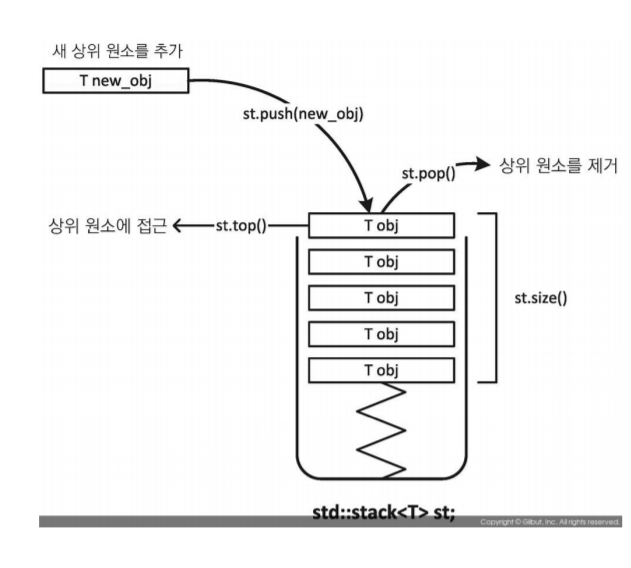 새 상위 원소를 추가
T new_obj
st.push(new_obj)
st.pop()
상위 원소를 제거
상위 원소에 접근
st.top()
T obj
T obj
T obj
T obj
T obj
st.size()
std::stack<T> st;
Copyright © Gilbut, Inc. All rights reserved.